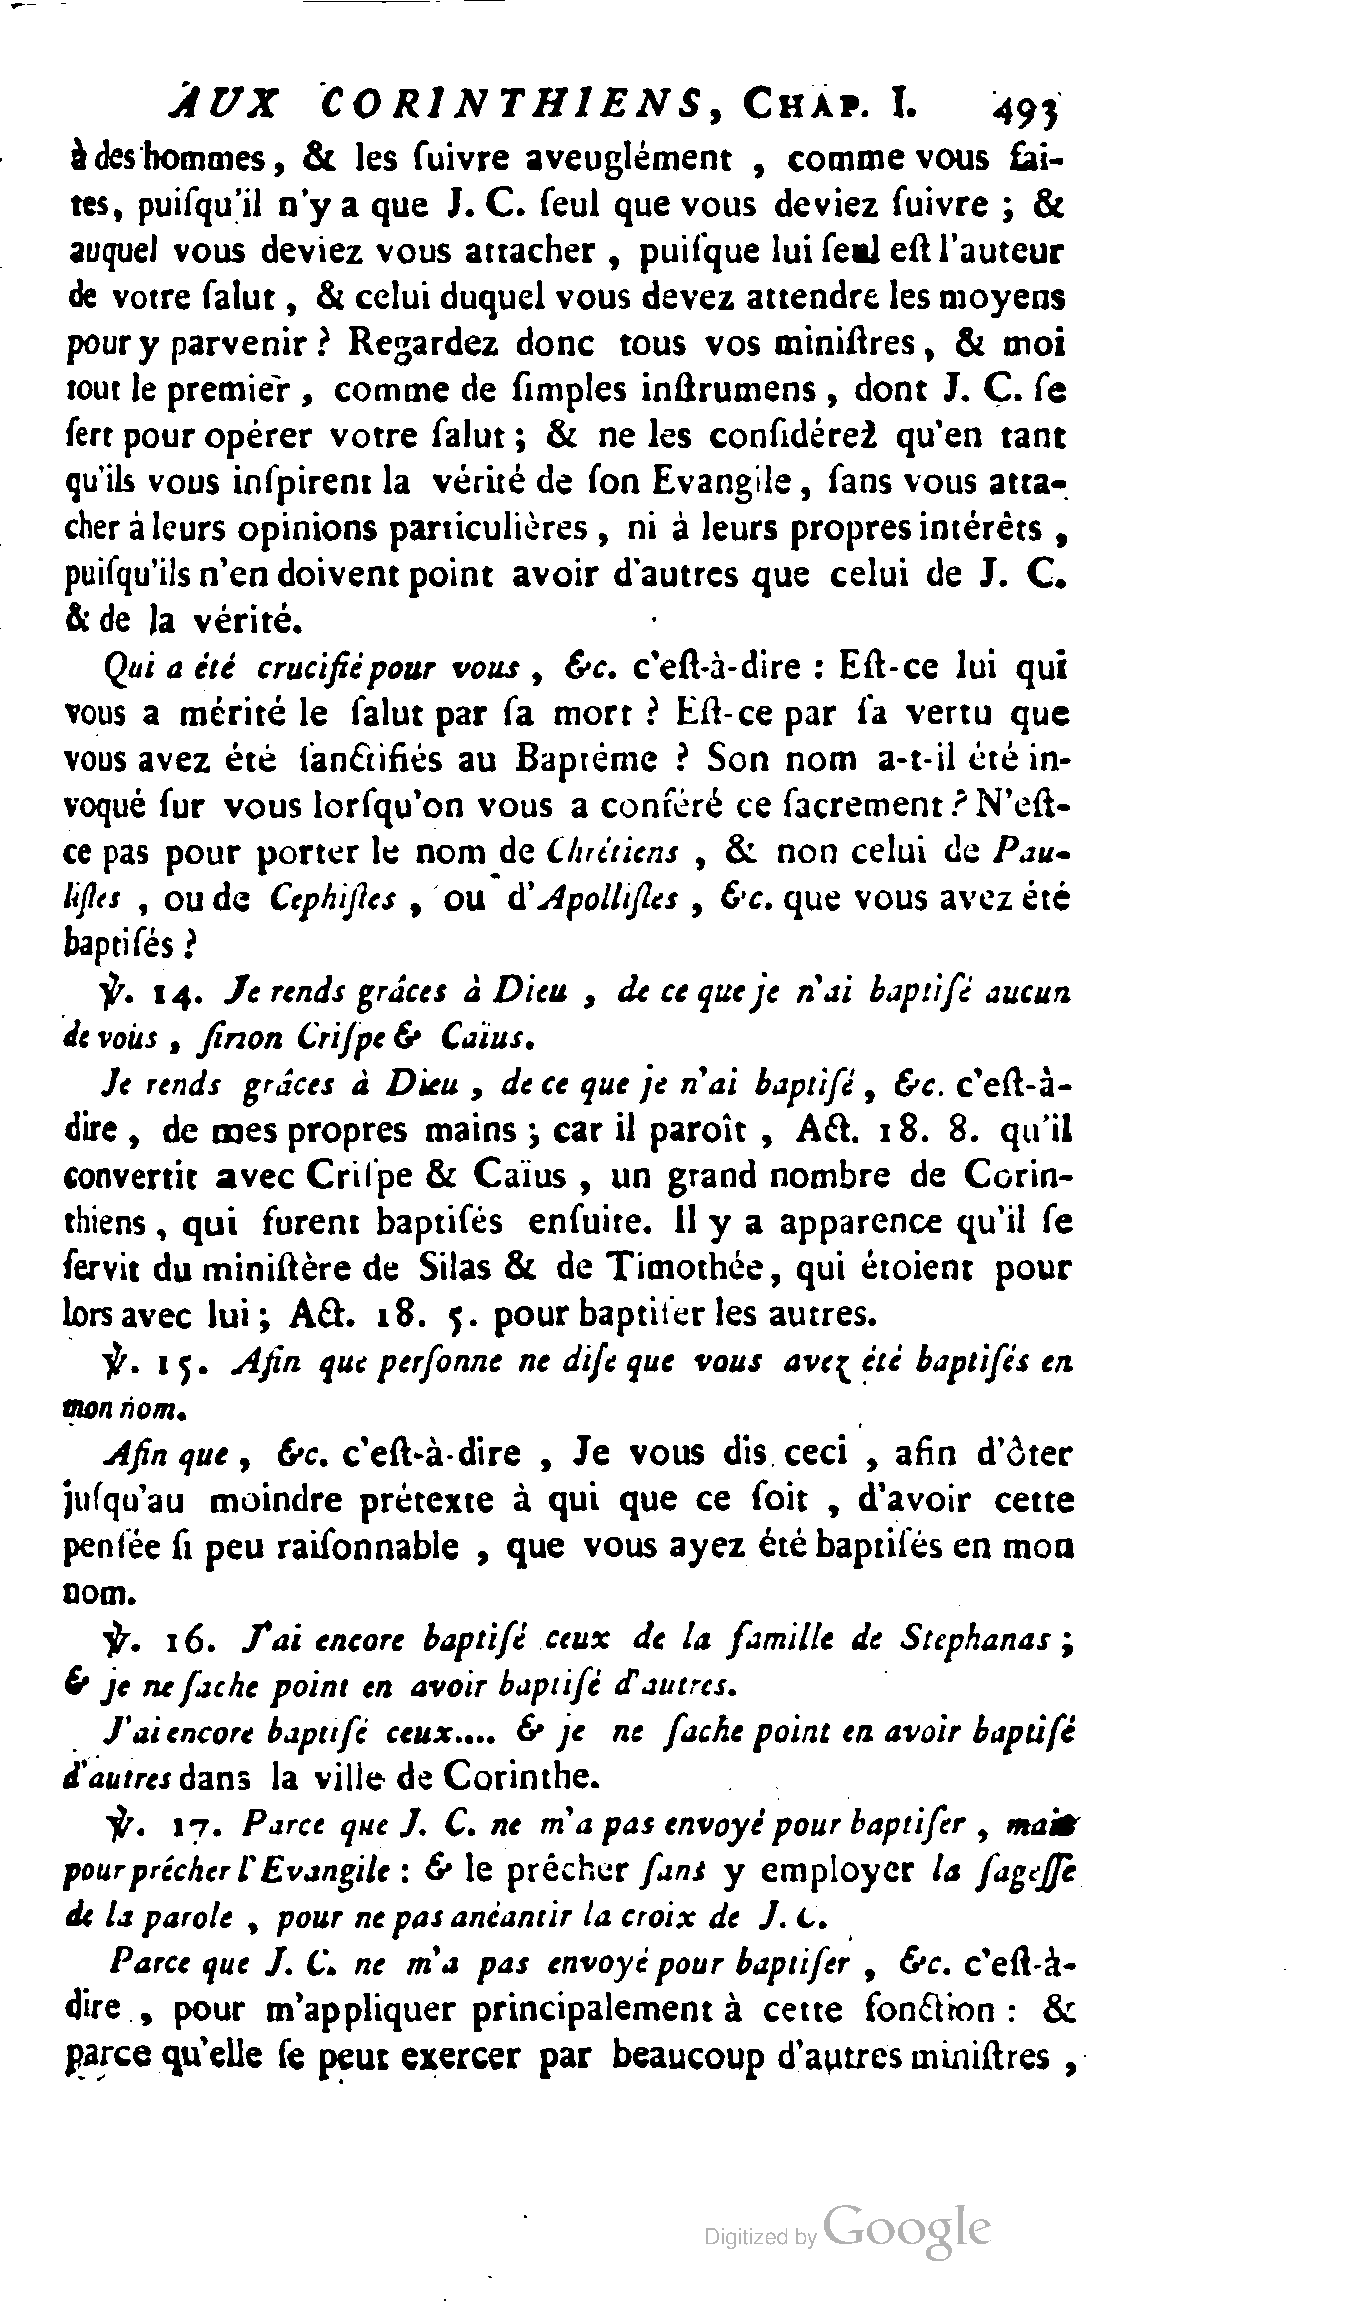 AUX CORINTHIENS, CHAP. I. 493
à des hommes, & les ſuivre aveuglément , comme vous fai-
tes, puiſqu'il n'y a que J. C. ſeul que vous deviez ſuivre ; &
auquel vous deviez vous attacher , puiſque lui ſeul eſt l'auteur
de votre ſalut , & celui duquel vous devez attendre les moyens
pour y parvenir ? Regardez donc tous vos miniſtres, & moi
tout le premier , comme de ſimples inſtrumens , dont J. C. ſe
ſert pour opérer votre ſalut ; & ne les conſidérez qu'en tant
qu'ils vous inſpirent la vérité de ſon Evangile , ſans vous atta-
cher à leurs opinions particulières , ni à leurs propres intérêts ,
puiſqu'ils n'en doivent point avoir d'autres que celui de J. C.
& de la vérité.
Qui a été crucifié pour vous , &c. c'eſt-à-dire : Eſt-ce lui qui
vous a mérité le ſalut par ſa mort ? Eſt-ce par ſa vertu que
vous avez été ſanctifiés au Baptéme ? Son nom a-t-il été in-
voqué ſur vous lorſqu'on vous a conféré ce ſacrement ? N'eſt-
ce pas pour porter le nom de Chrétiens , & non celui de Pau-
liſtes , ou de Cephiſtes , ou d'Apolliſtes , &c. que vous avez été
baptiſés ?
℣. 14. Je rends grâces à Dieu , de ce que je n'ai baptiſé aucun
de vous , ſinon Criſpe & Caïus.
Je rends grâces à Dieu , de ce que je n'ai baptiſé , &c. c'eſt-à-
dire , de mes propres mains ; car il paroît , Act. 18. 8. qu'il
convertit avec Criſpe & Caïus , un grand nombre de Corin-
thiens , qui furent baptiſés enſuite. Il y a apparence qu'il ſe
ſervit du miniſtère de Silas & de Timothée, qui étoient pour
lors avec lui ; Act. 18. 5. pour baptiſer les autres.
℣. 15. Afin que perſonne ne diſe que vous avez été baptiſés en
mon nom.
Afin que , &c. c'eſt-à-dire , Je vous dis ceci , afin d'ôter
juſqu'au moindre prétexte à qui que ce ſoit , d'avoir cette
penſée ſi peu raiſonnable , que vous ayez été baptiſés en mon
nom.
℣. 16. J'ai encore baptiſé ceux de la famille de Stephanas ;
& je ne ſache point en avoir baptiſé d'autres.
J'ai encore baptiſé ceux.... & je ne ſache point en avoir baptiſé
d'autres dans la ville de Corinthe.
℣. 17. Parce que J. C. ne m'a pas envoyé pour baptiſer , mais
pour précher l'Evangile : & le prêcher ſans y employer la ſageſſe
de la parole , pour ne pas anéantir la croix de J. C.
Parce que J. C. ne m'a pas envoyé pour baptiſer , &c. c'eſt-à-
dire , pour m'appliquer principalement à cette fonction : &
parce qu'elle ſe peut exercer par beaucoup d'autres miniſtres ,
Digitized by Google